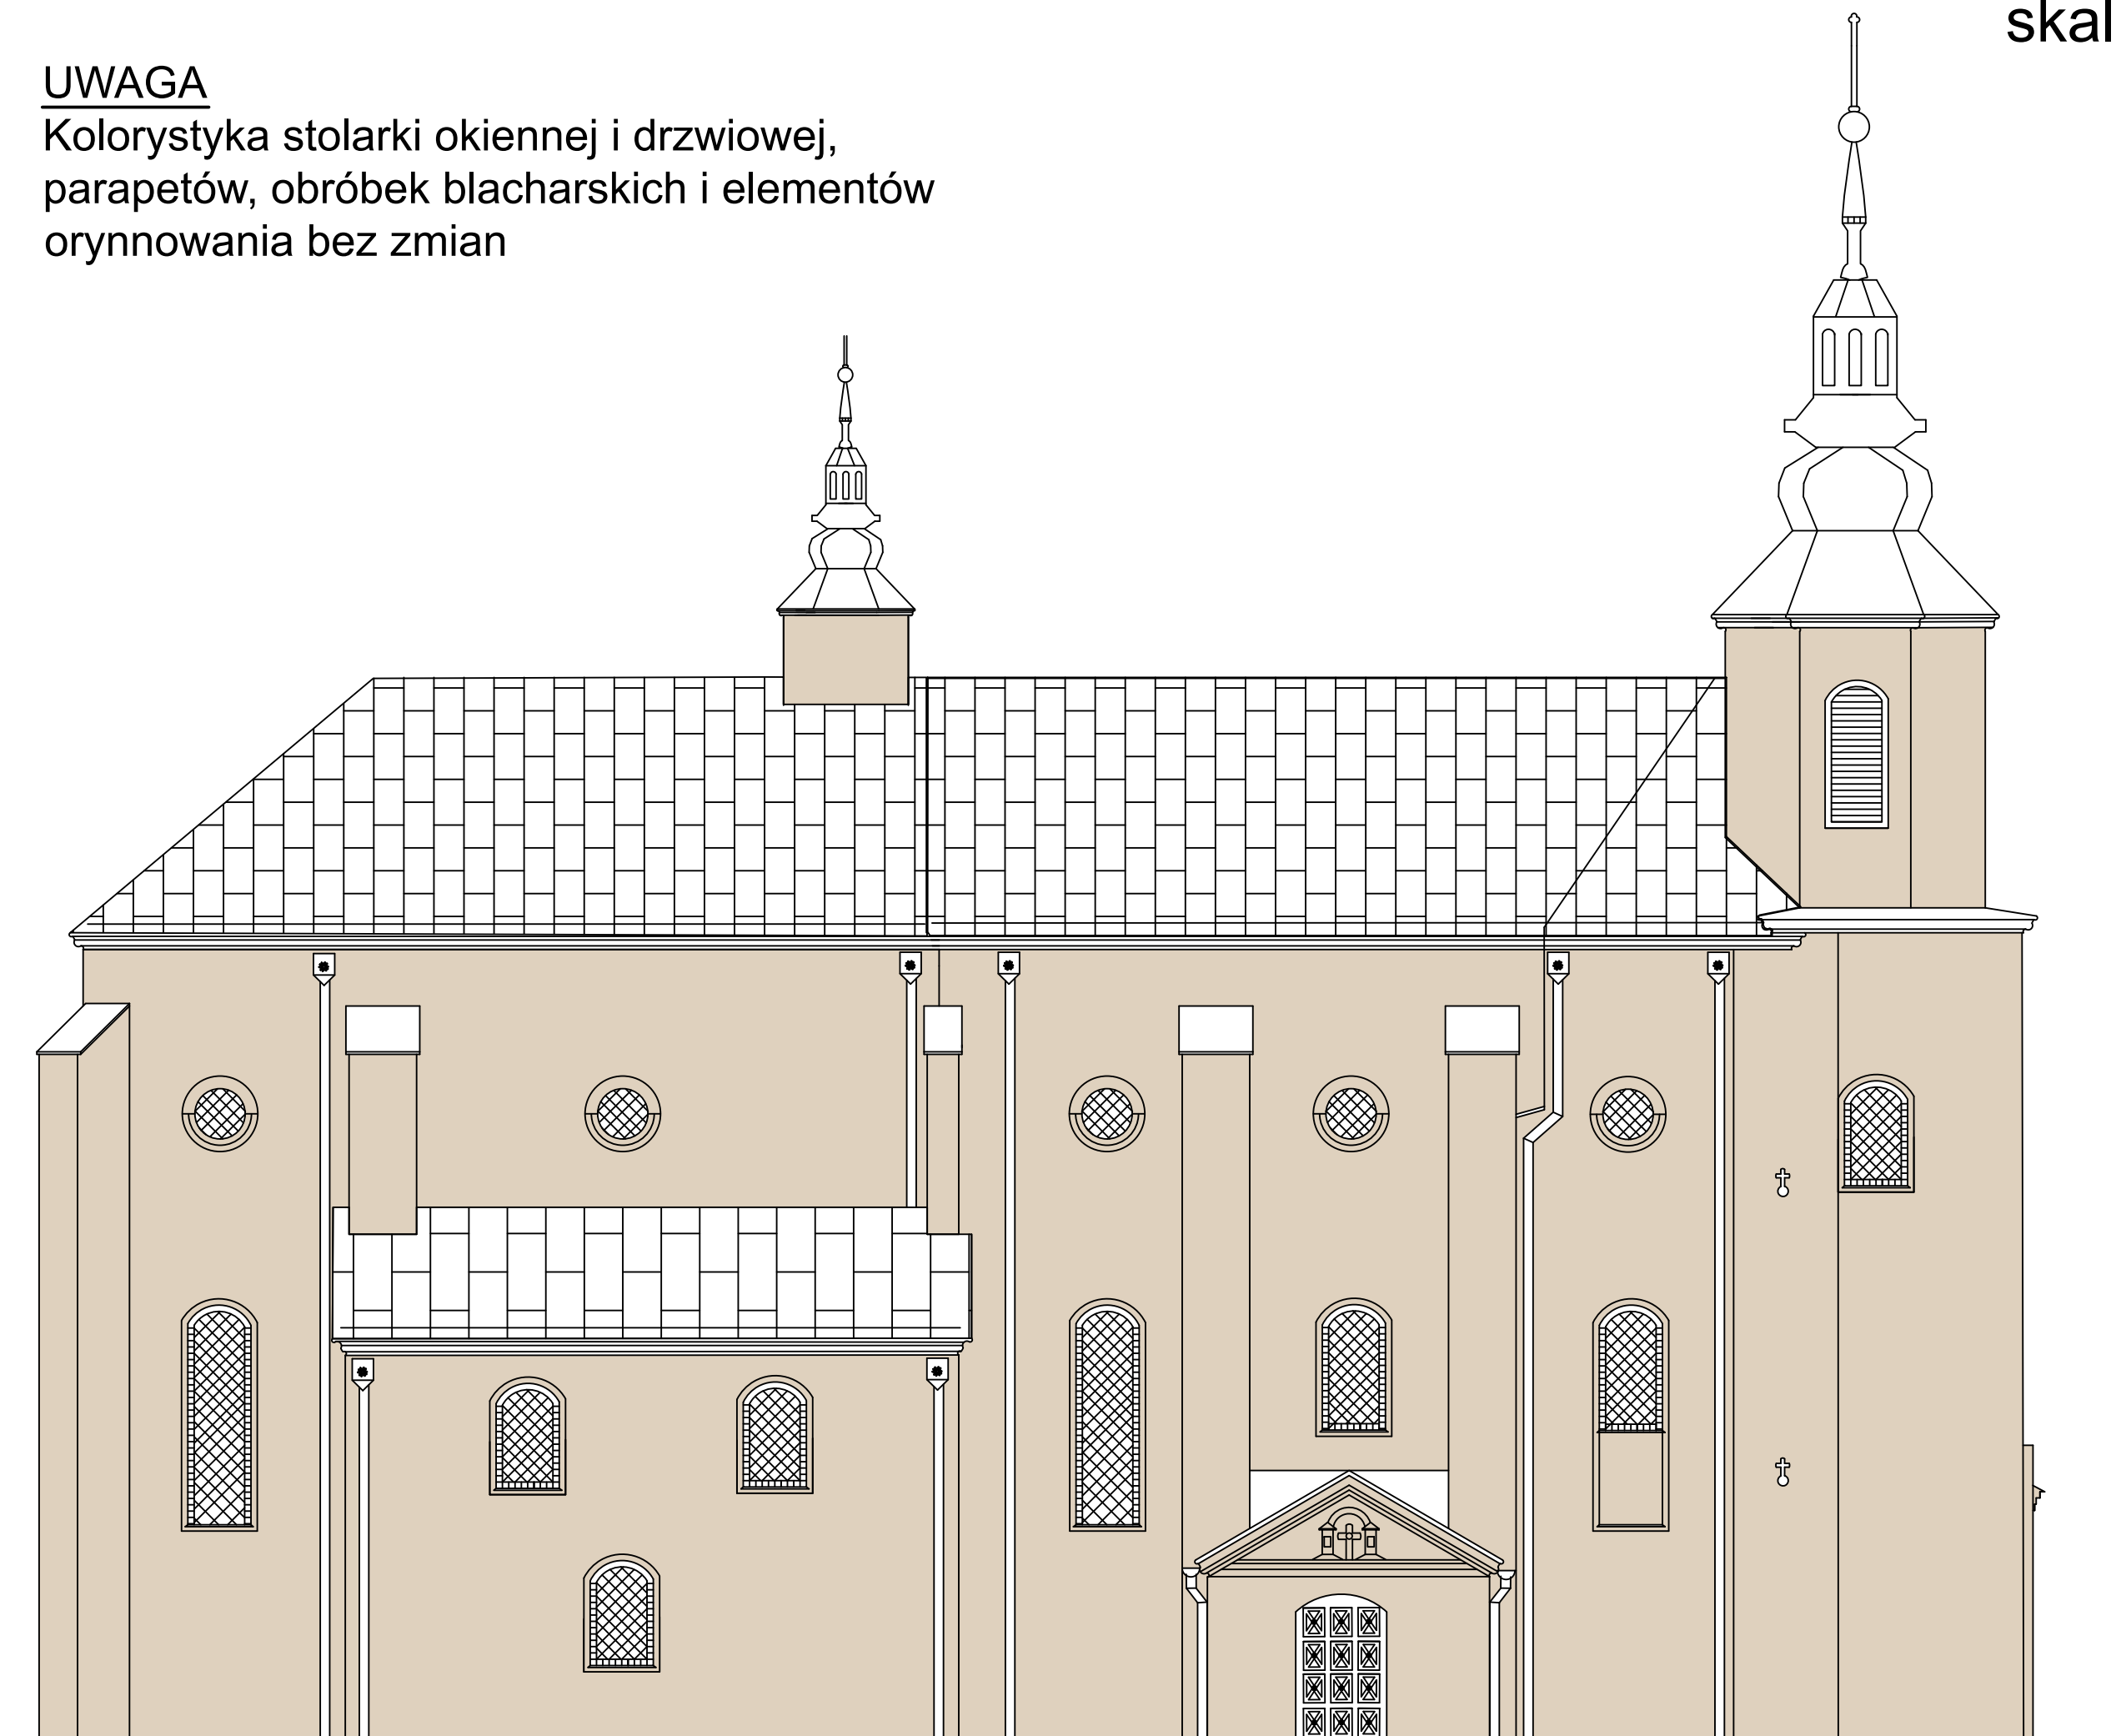 skal
UWAGA
Kolorystyka stolarki okiennej i drzwiowej,
parapetów, obróbek blacharskich i elementów
orynnowania bez zmian